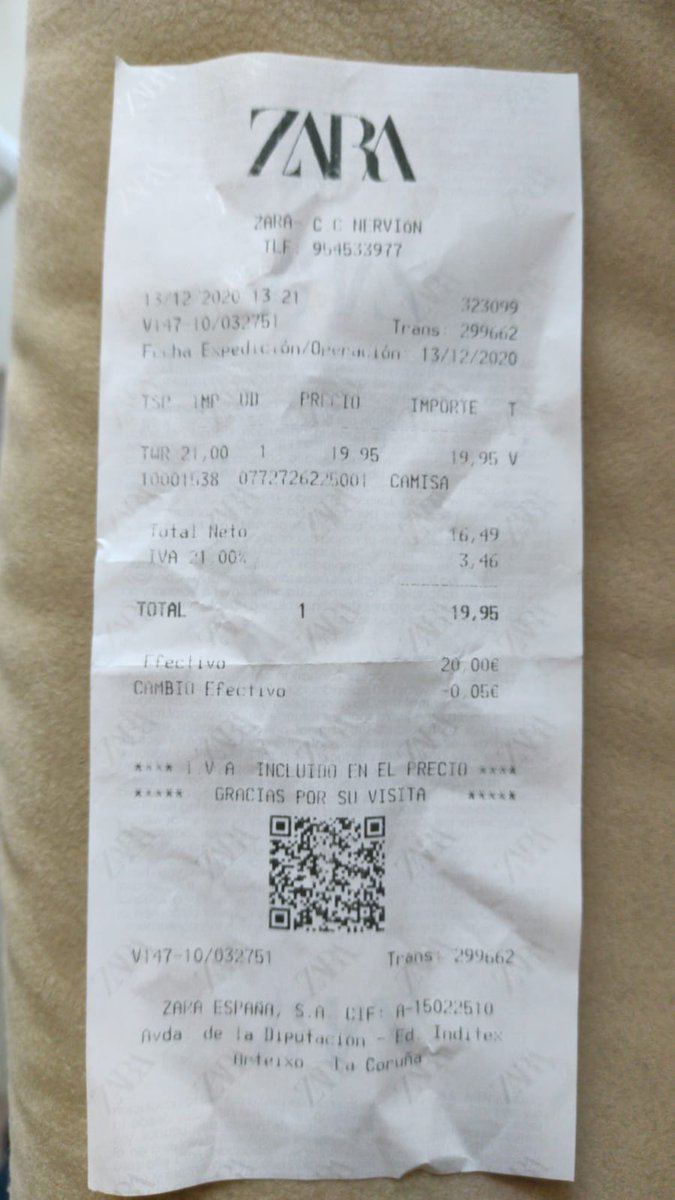 ZARA
ZARA- C C NERVION
TLF: 954533977
13/12 2020 13 21 323099
V147-10/032751 Trans: 299662
Fecha Expedición/Operación 13/12/2020
TSP IMP UD PRECIO IMPORTE T
TWR 21,00 1 19.95 19,95 V
10001538 07727262 25001 CAMISA
Total Neto 16,49
IVA 21 00% 3,46
TOTAL 1 19,95
Efectivo 20 00€
CAMBIO Efectivo -0,05€
**** I.V.A INCLUIDO EN EL PRECIO ****
***** GRACIAS POR SU VISITA *****
V147-10/032751 Trans: 299662
ZARA ESPAÑA, S.A CIF: A-15022510
Avda de la Diputación - Ed. Inditex
Arteixo La Coruña